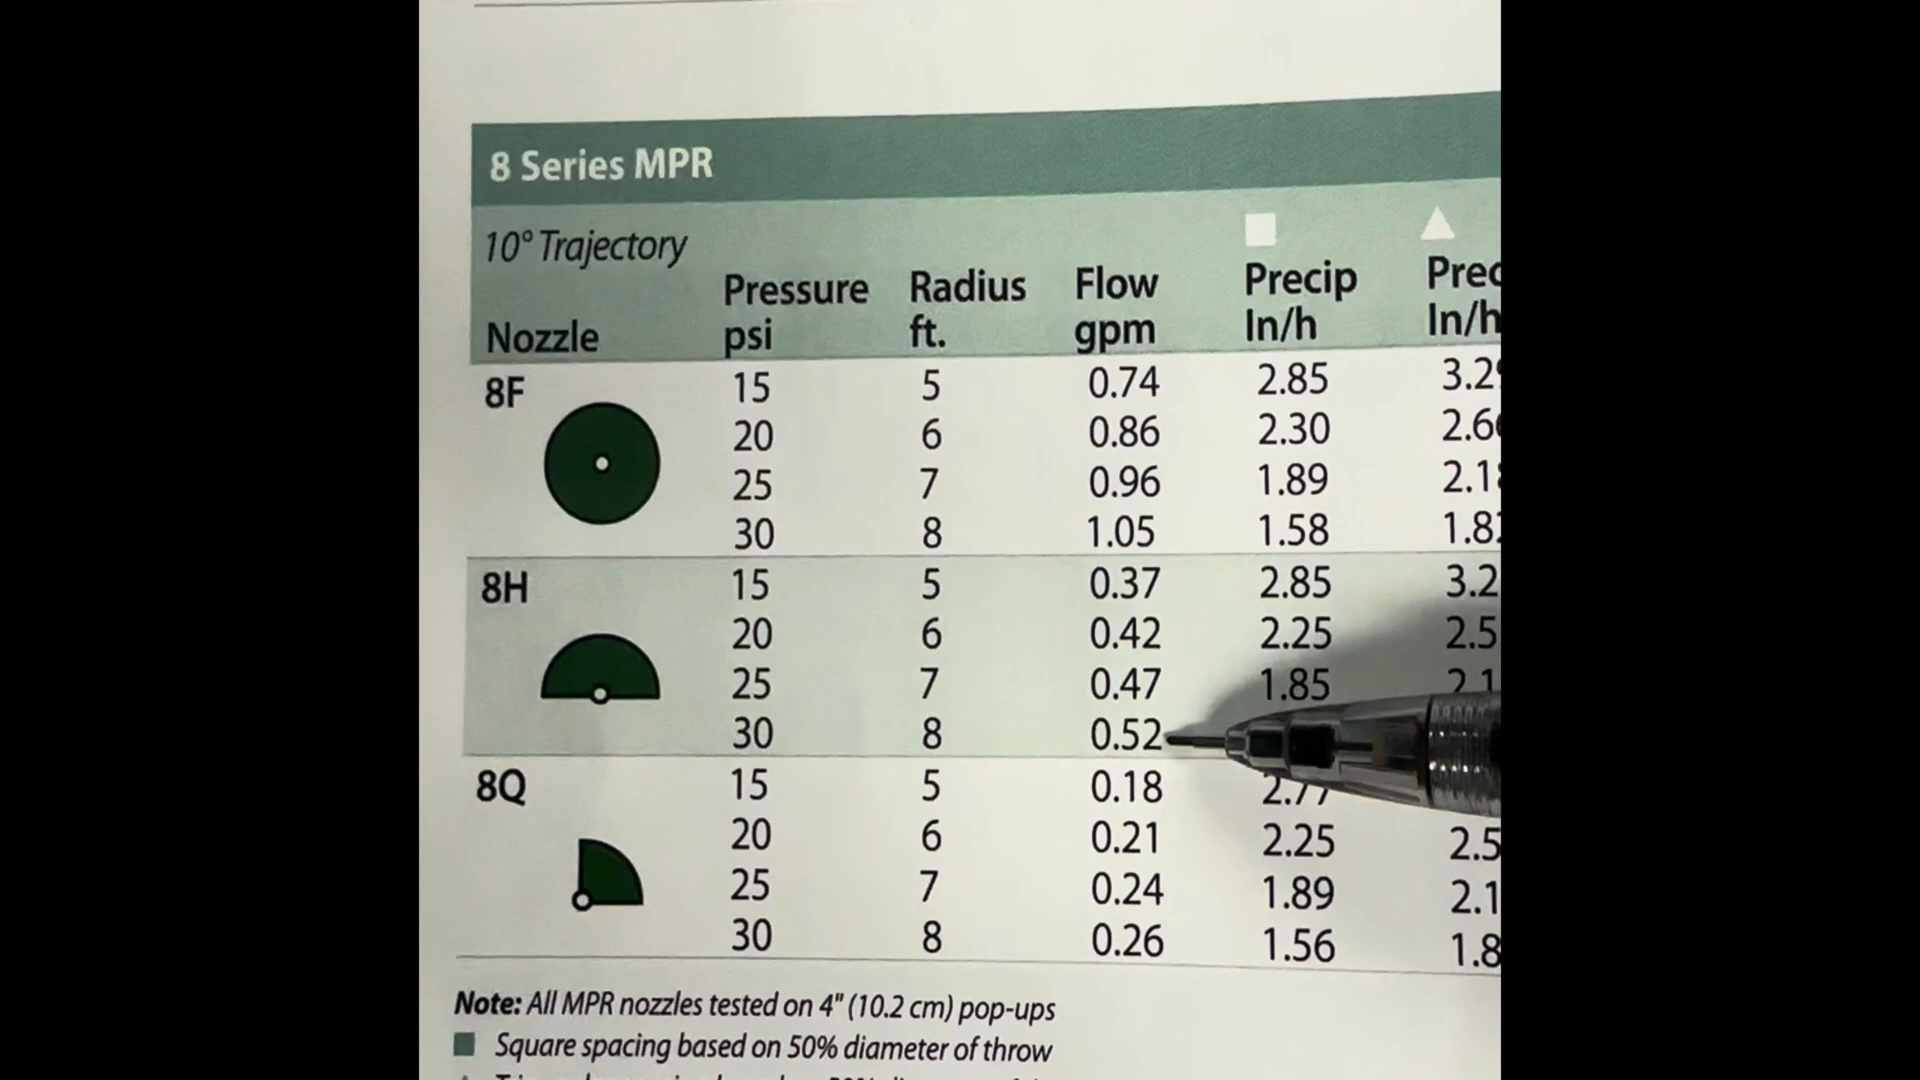 8 Series MPR
10° Trajectory
Nozzle Pressure psi Radius ft. Flow gpm Precip In/h In/h
8F 15 5 0.74 2.85
20 6 0.86 2.30
25 7 0.96 1.89
30 8 1.05 1.58
8H 15 5 0.37 2.85
20 6 0.42 2.25
25 7 0.47 1.85
30 8 0.52
8Q 15 5 0.18
20 6 0.21 2.25
25 7 0.24 1.89
30 8 0.26 1.56
Note: All MPR nozzles tested on 4" (10.2 cm) pop-ups
Square spacing based on 50% diameter of throw